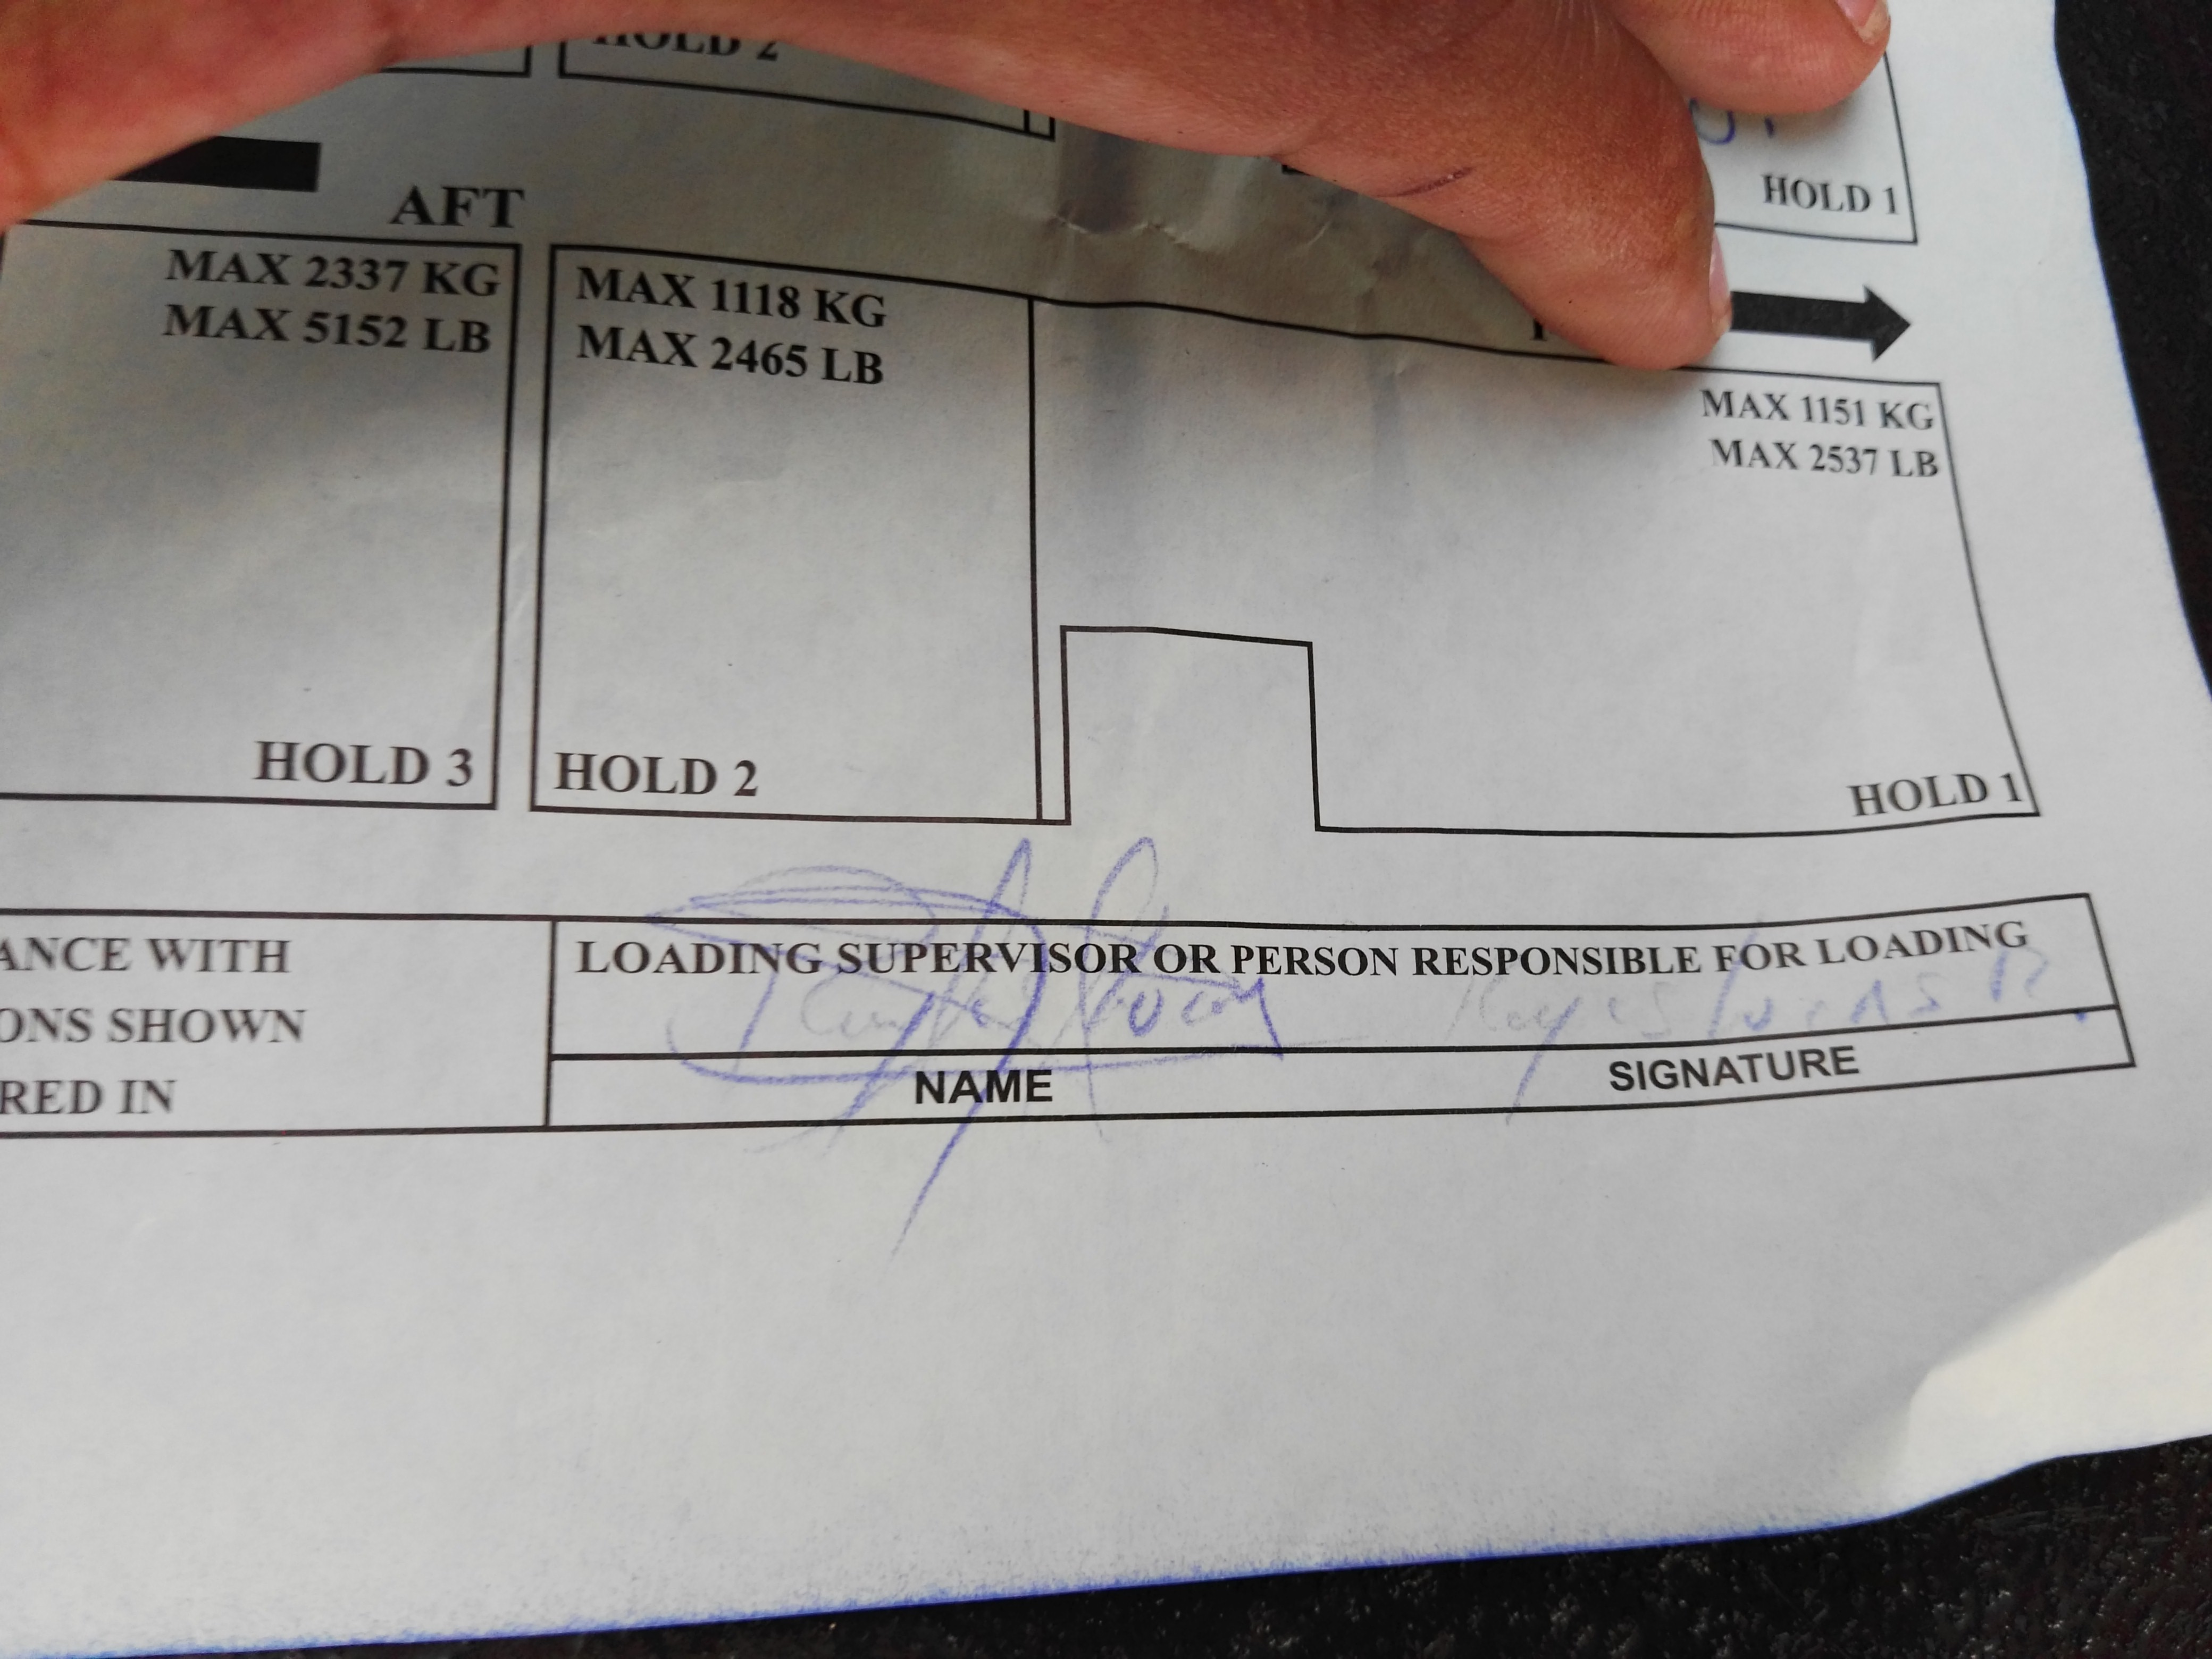 HOLD 2
HOLD 1
AFT
MAX 2337 KG
MAX 5152 LB
HOLD 3
MAX 1118 KG
MAX 2465 LB
HOLD 2
MAX 1151 KG
MAX 2537 LB
HOLD 1
ANCE WITH
ONS SHOWN
RED IN
LOADING SUPERVISOR OR PERSON RESPONSIBLE FOR LOADING
NAME
SIGNATURE